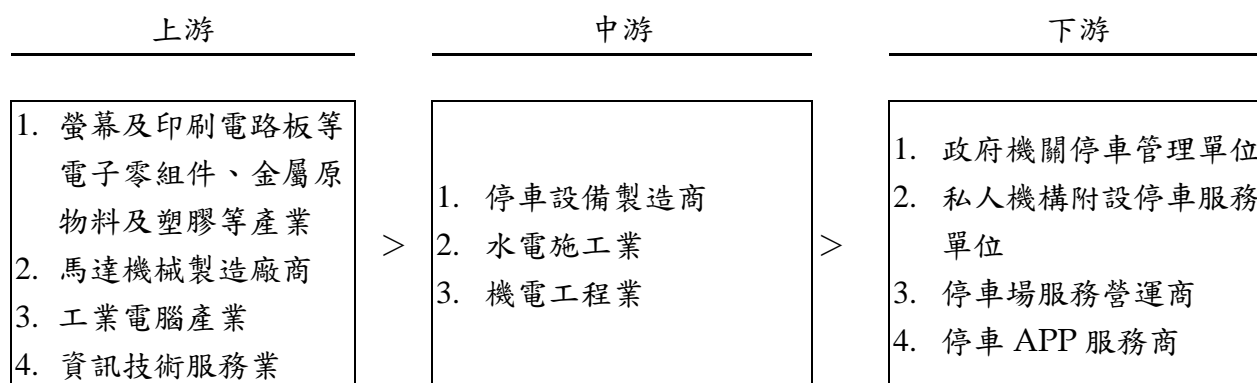 上游
中游
下游
1. 螢幕及印刷電路板等
電子零組件、金屬原
物料及塑膠等產業
2. 馬達機械製造廠商
3. 工業電腦產業
4. 資訊技術服務業
>
1. 停車設備製造商
2. 水電施工業
3. 機電工程業
>
1. 政府機關停車管理單位
2. 私人機構附設停車服務
單位
3. 停車場服務營運商
4. 停車 APP 服務商